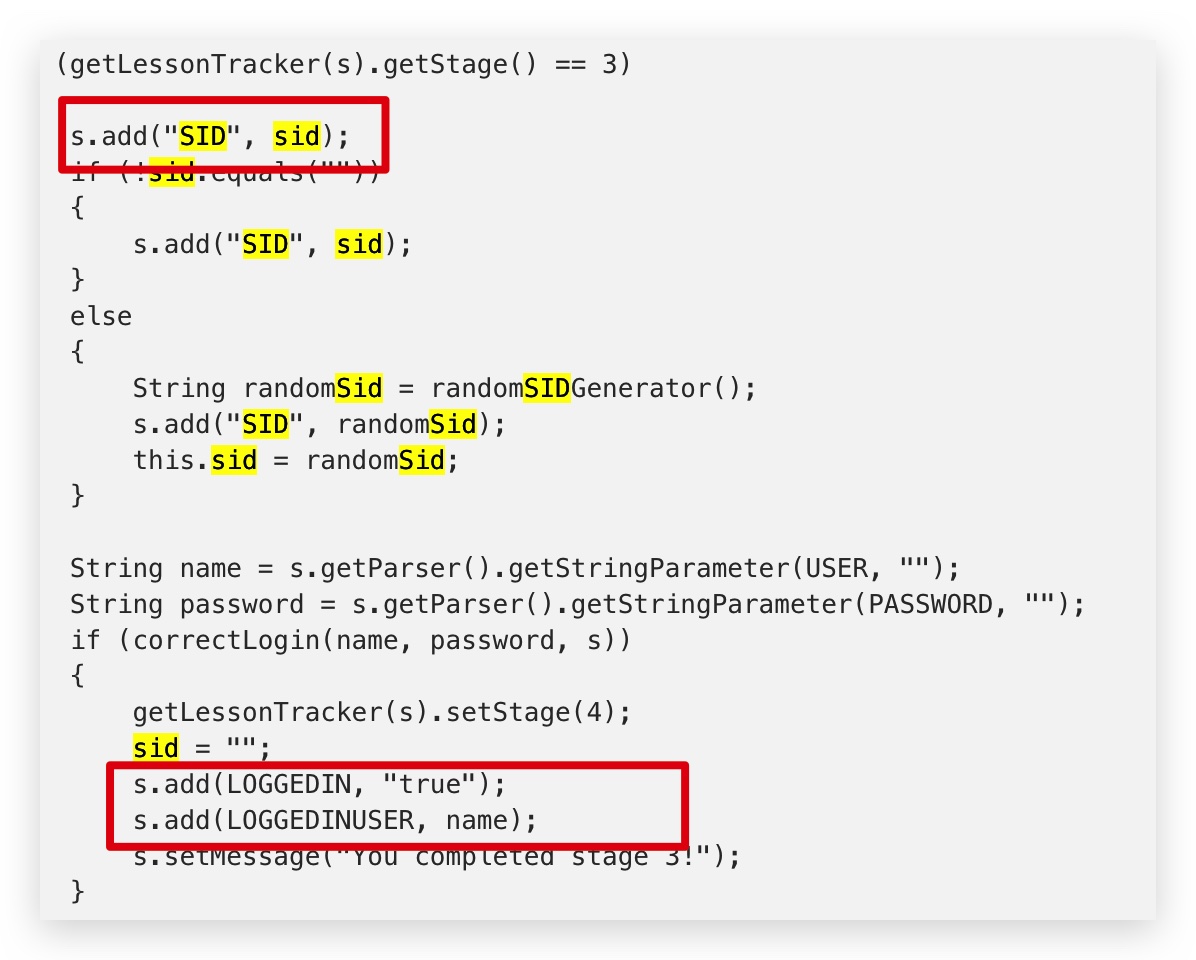 (getLessonTracker(s).getStage() == 3)
s.add("SID", sid);
if (!sid.equals(""))
{
s.add("SID", sid);
}
else
{
String randomSid = randomSIDGenerator();
s.add("SID", randomSid);
this.sid = randomSid;
}
String name = s.getParser().getStringParameter(USER, "");
String password = s.getParser().getStringParameter(PASSWORD, "");
if (correctLogin(name, password, s))
{
getLessonTracker(s).setStage(4);
sid = "";
s.add(LOGGEDIN, "true");
s.add(LOGGEDINUSER, name);
s.setMessage("You completed stage 3!");
}